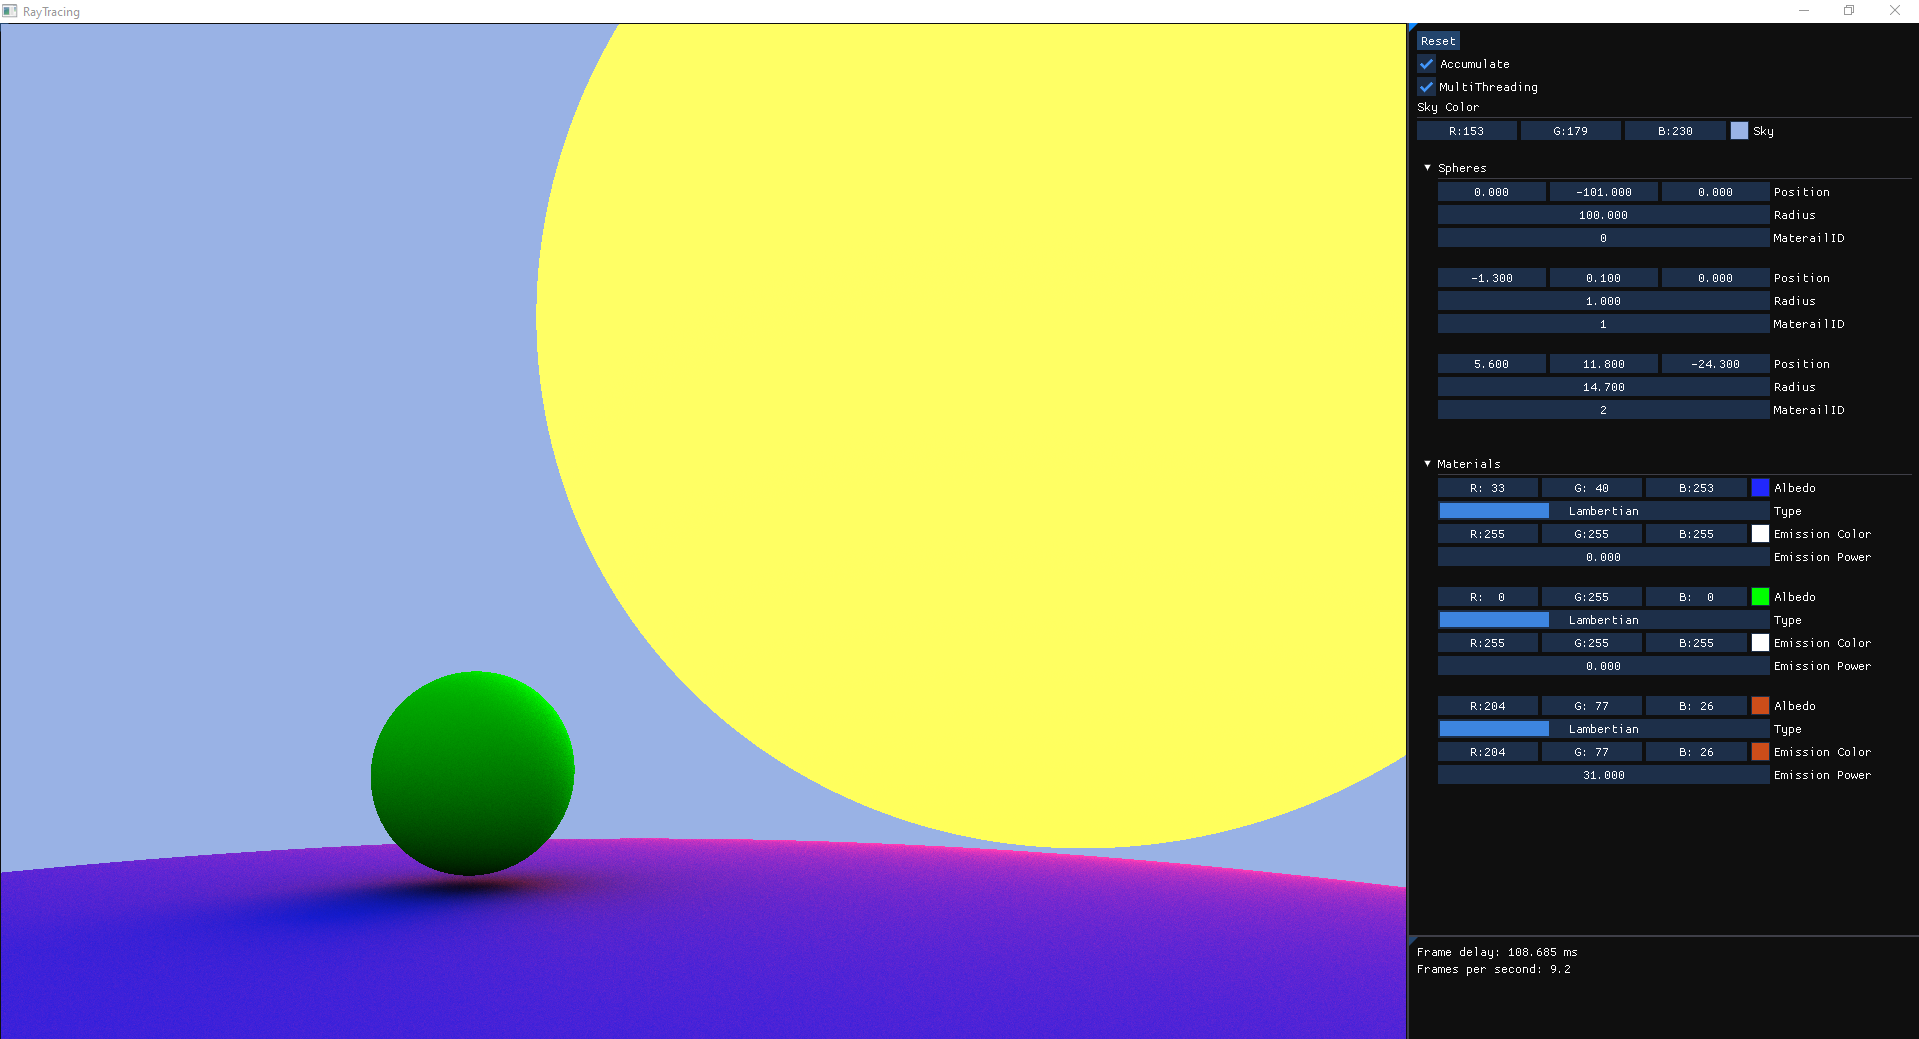 RayTracing
Reset
Accumulate
MultiThreading
Sky Color
R:153 G:179 B:230 Sky
Spheres
0.000 -101.000 0.000 Position
100.000 Radius
0 MaterailID
-1.300 0.100 0.000 Position
1.000 Radius
1 MaterailID
5.600 11.800 -24.300 Position
14.700 Radius
2 MaterailID
Materials
R: 33 G: 40 B:253 Albedo
Lambertian Type
R:255 G:255 B:255 Emission Color
0.000 Emission Power
R: 0 G:255 B: 0 Albedo
Lambertian Type
R:255 G:255 B:255 Emission Color
0.000 Emission Power
R:204 G: 77 B: 26 Albedo
Lambertian Type
R:204 G: 77 B: 26 Emission Color
31.000 Emission Power
Frame delay: 108.685 ms
Frames per second: 9.2